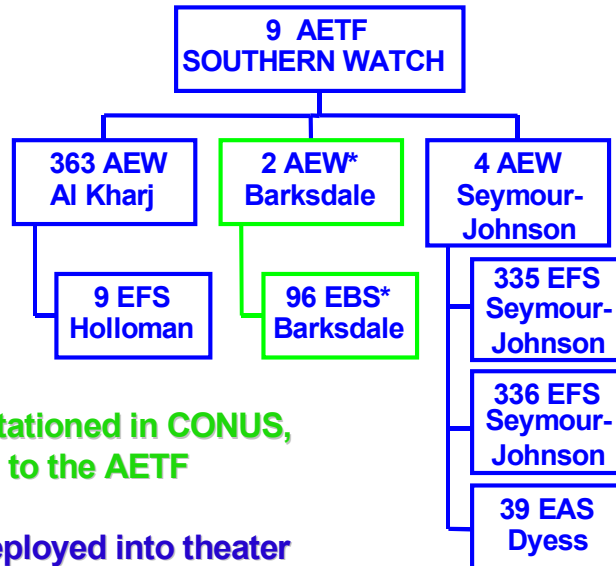 9 AETF
SOUTHERN WATCH
363 AEW
Al Kharj
2 AEW*
Barksdale
4 AEW
Seymour-
Johnson
9 EFS
Holloman
96 EBS*
Barksdale
335 EFS
Seymour-
Johnson
336 EFS
Seymour-
Johnson
39 EAS
Dyess
tationed in CONUS,
to the AETF
eployed into theater